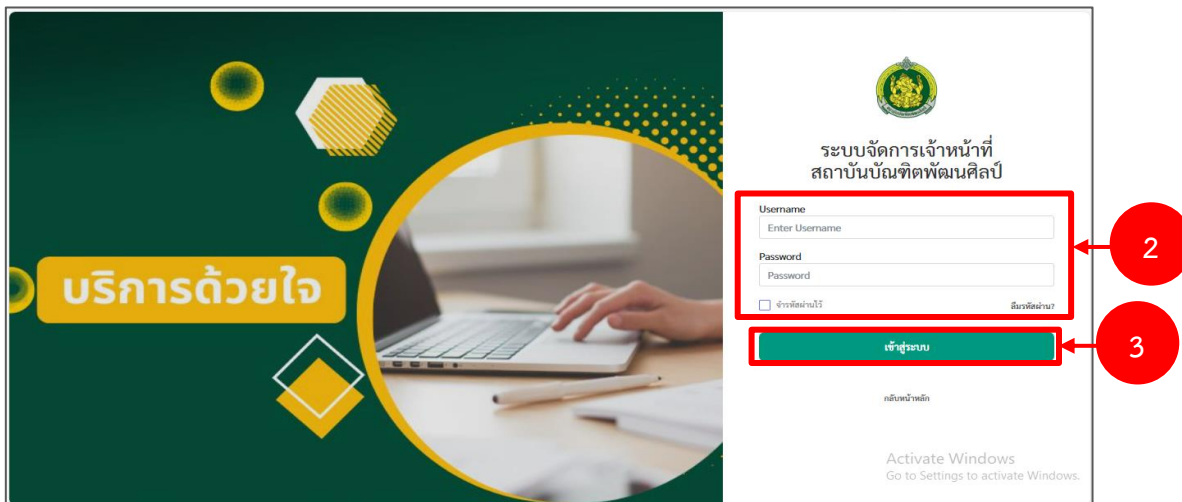 บริการด้วยใจ
ระบบจัดการเจ้าหน้าที่
สถาบันบัณฑิตพัฒนศิลป์
Username
Enter Username
Password
Password
จำรหัสผ่านไว้
ลืมรหัสผ่าน?
2
เข้าสู่ระบบ
3
กลับหน้าหลัก
Activate Windows
Go to Settings to activate Windows.